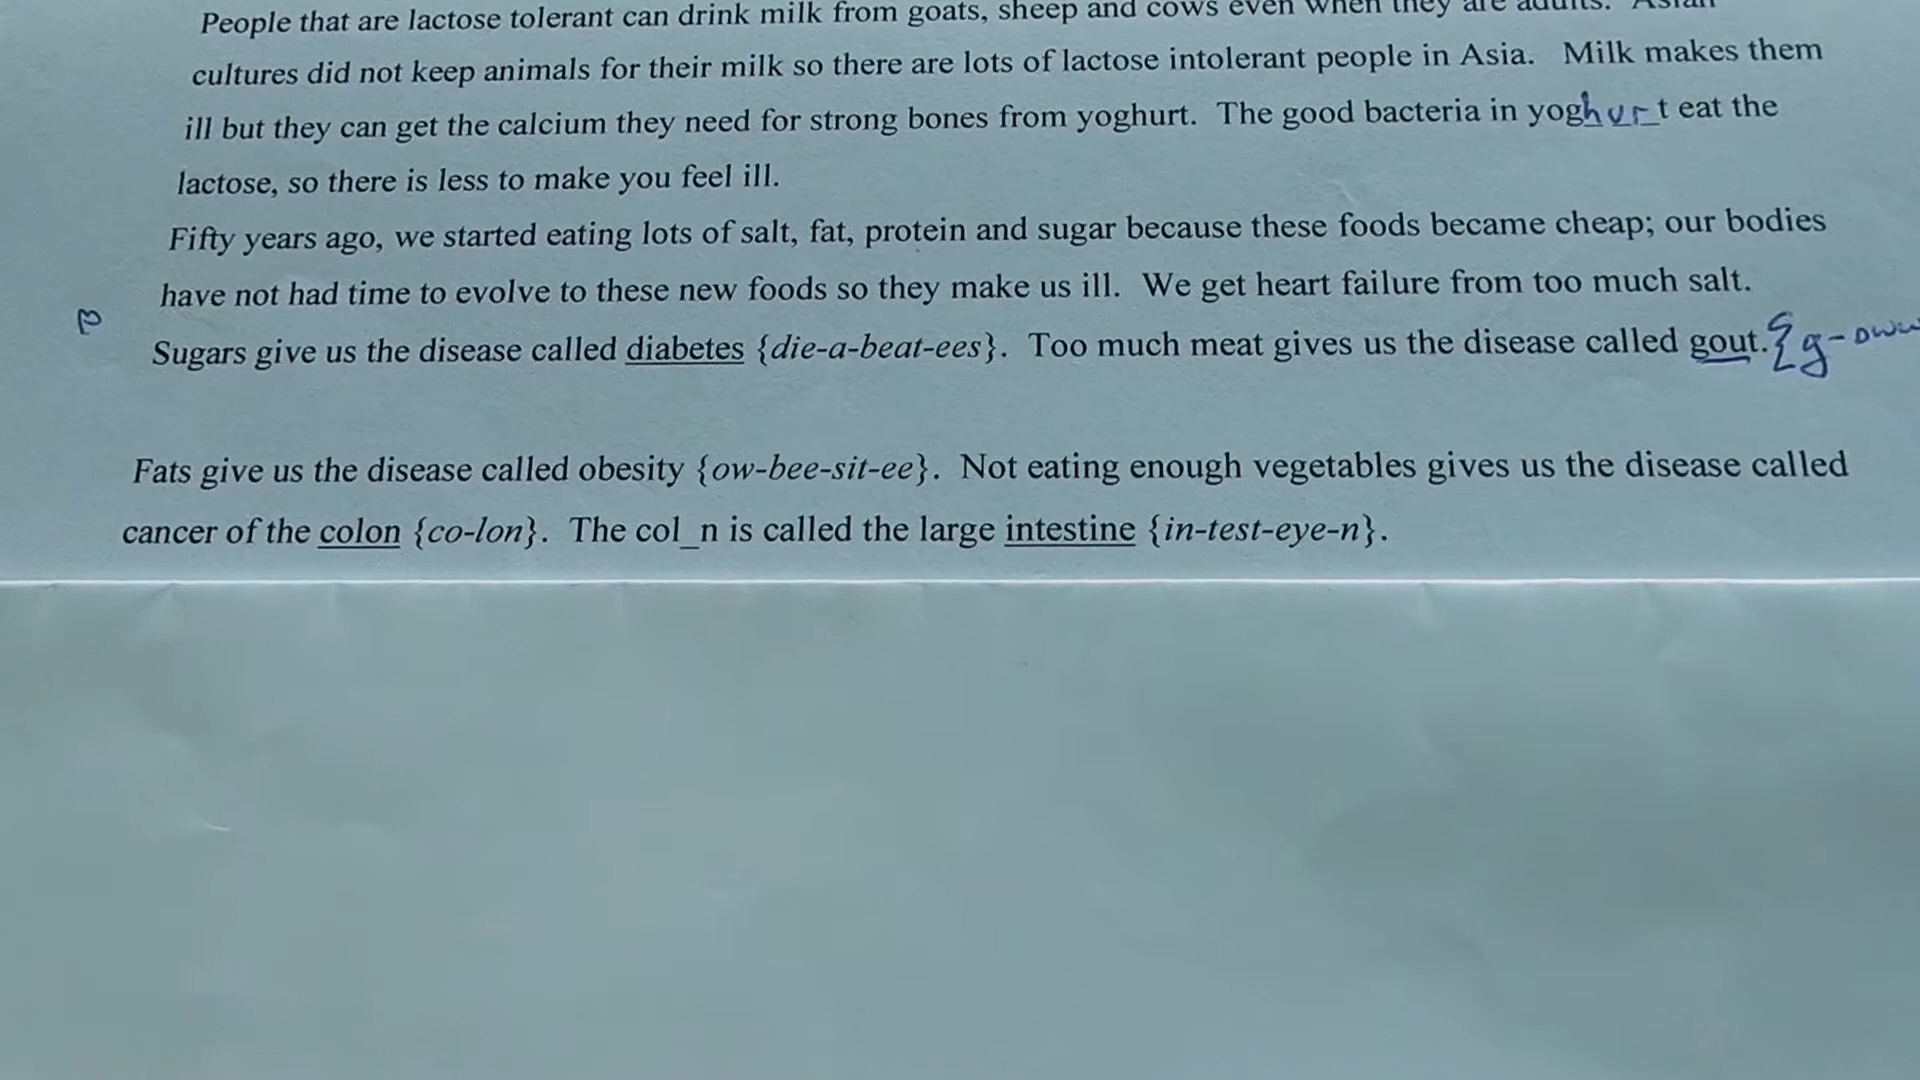 People that are lactose tolerant can drink milk from goats, sheep and cows even when they are adults. Asian
cultures did not keep animals for their milk so there are lots of lactose intolerant people in Asia. Milk makes them
ill but they can get the calcium they need for strong bones from yoghurt. The good bacteria in yoghurt eat the
lactose, so there is less to make you feel ill.
Fifty years ago, we started eating lots of salt, fat, protein and sugar because these foods became cheap; our bodies
have not had time to evolve to these new foods so they make us ill. We get heart failure from too much salt.
Sugars give us the disease called diabetes {die-a-beat-ees}. Too much meat gives us the disease called gout. {g-oww
Fats give us the disease called obesity {ow-bee-sit-ee}. Not eating enough vegetables gives us the disease called
cancer of the colon {co-lon}. The col_n is called the large intestine {in-test-eye-n}.